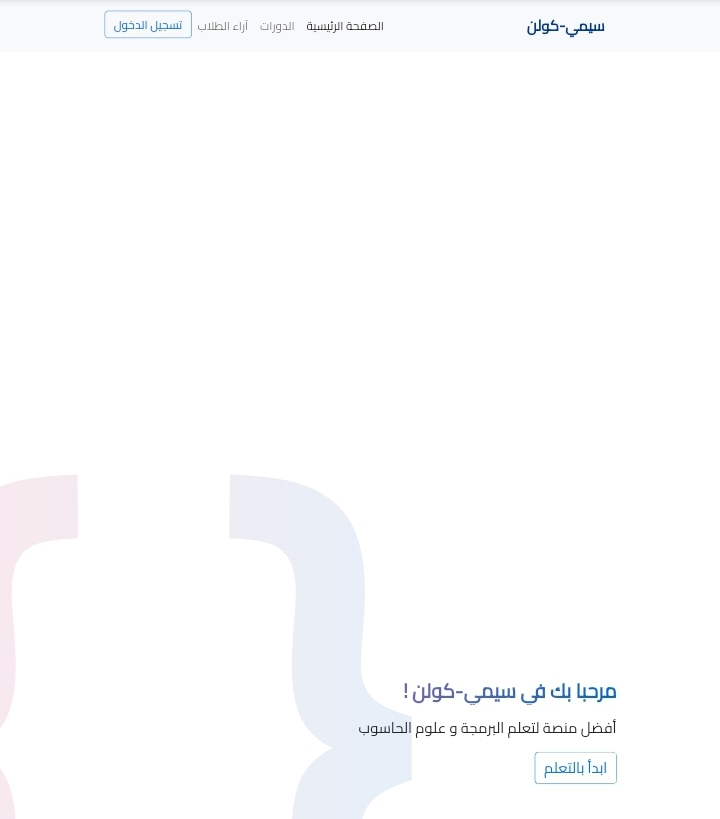 سيمي-كولن
الصفحة الرئيسية
الدورات
آراء الطلاب
تسجيل الدخول
مرحبا بك في سيمي-كولن !
أفضل منصة لتعلم البرمجة و علوم الحاسوب
ابدأ بالتعلم